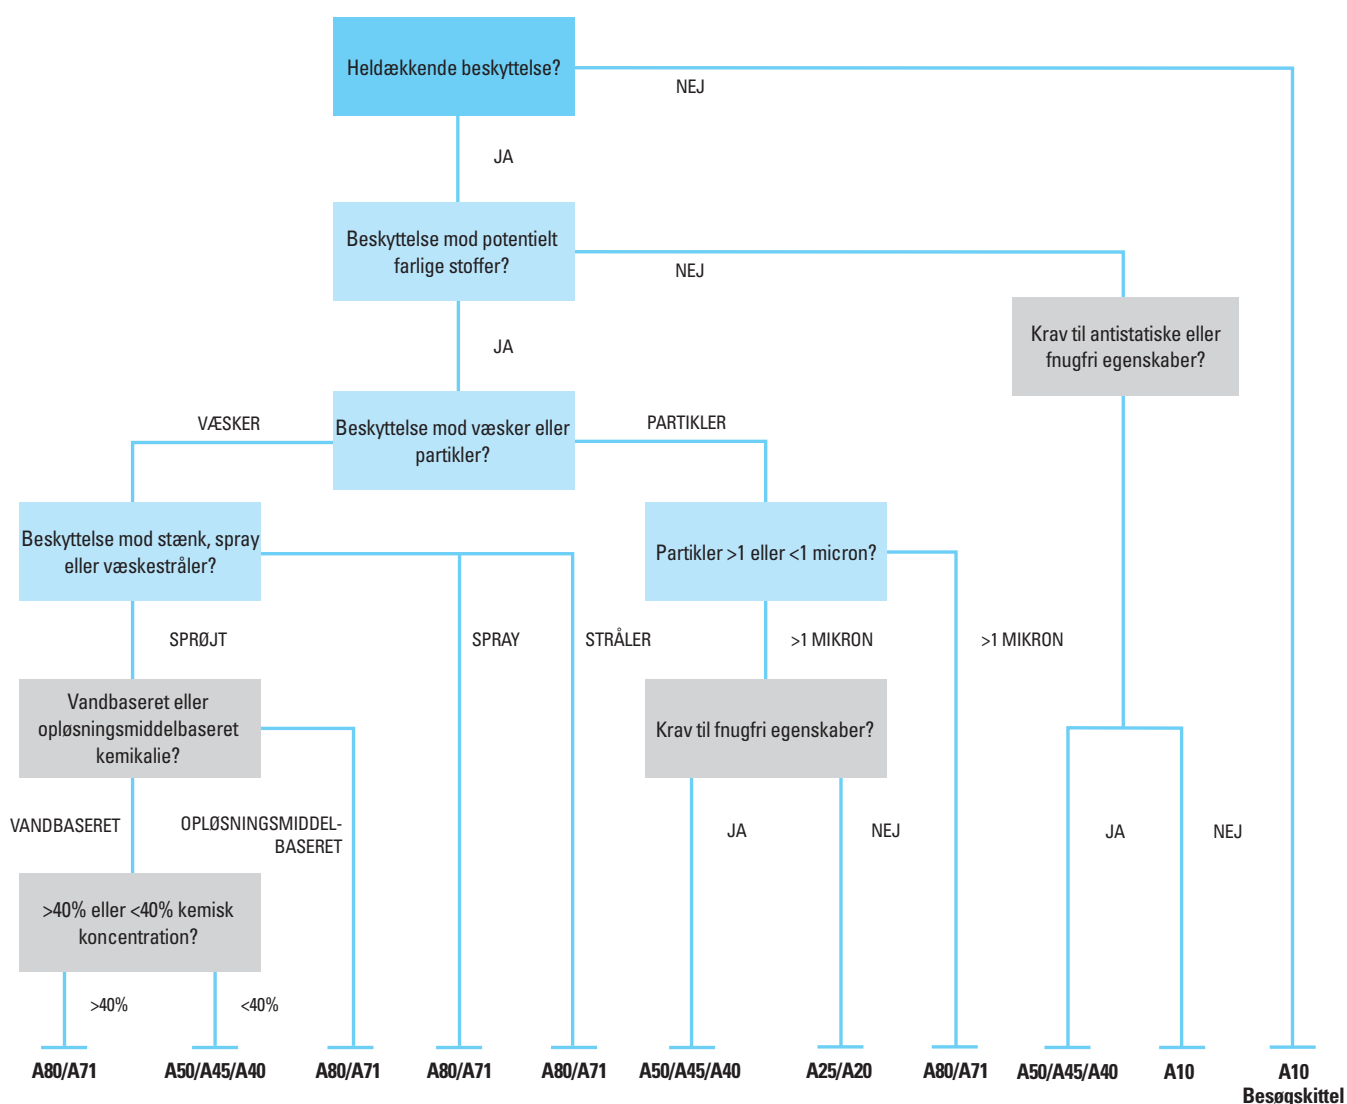 Heldækkende beskyttelse?
NEJ
JA
Beskyttelse mod potentielt
farlige stoffer?
NEJ
Krav til antistatiske eller
fnugfri egenskaber?
JA
VÆSKER
Beskyttelse mod væsker eller
partikler?
PARTIKLER
Beskyttelse mod stænk, spray
eller væskestråler?
Partikler >1 eller <1 micron?
SPRØJT
SPRAY
STRÅLER
>1 MIKRON
>1 MIKRON
Vandbaseret eller
opløsningsmiddelbaseret
kemikalie?
Krav til fnugfri egenskaber?
VANDBASERET
OPLØSNINGSMIDDEL-
BASERET
JA
NEJ
JA
NEJ
>40% eller <40% kemisk
koncentration?
>40%
<40%
A80/A71
A50/A45/A40
A80/A71
A80/A71
A80/A71
A50/A45/A40
A25/A20
A80/A71
A50/A45/A40
A10
A10
Besøgskittel